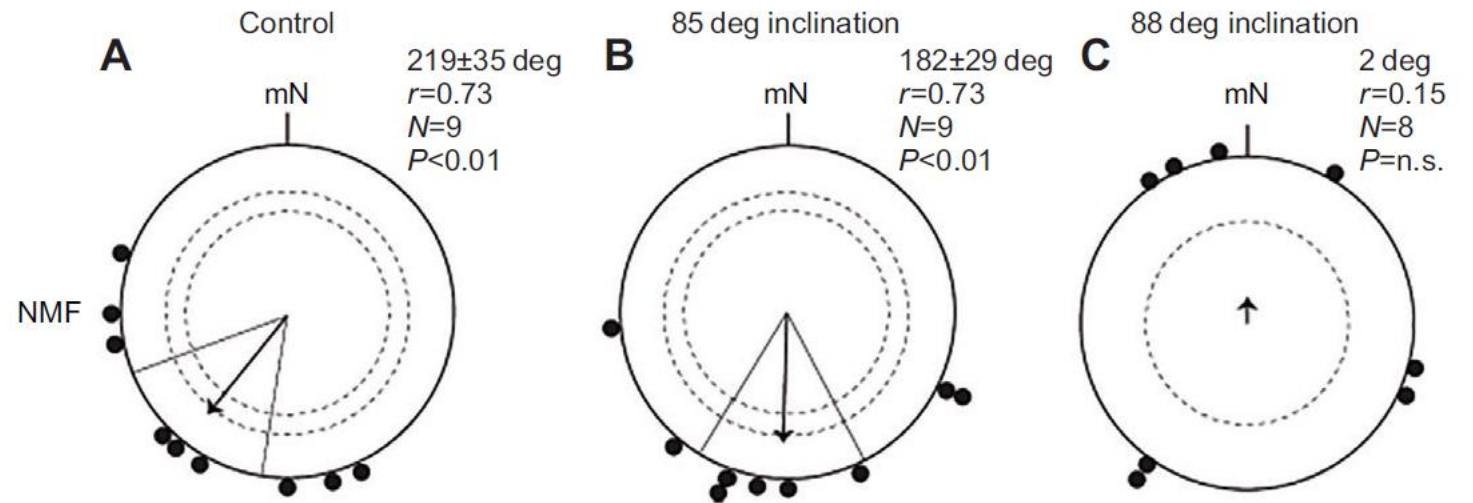 Control
A
219±35 deg
r=0.73
N=9
P<0.01
mN
NMF
85 deg inclination
B
182±29 deg
r=0.73
N=9
P<0.01
mN
88 deg inclination
C
2 deg
r=0.15
N=8
P=n.s.
mN